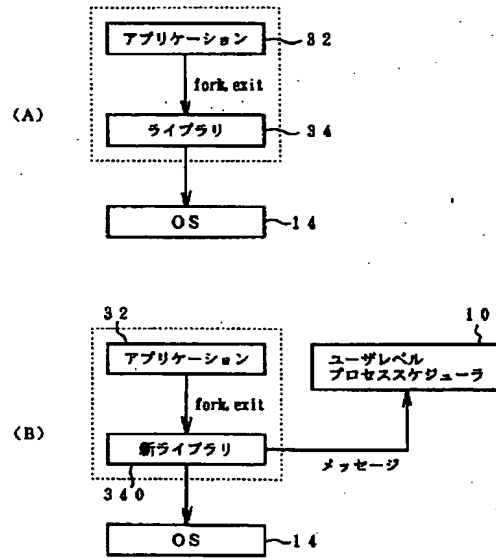 アプリケーション
32
fork,exit
(A)
ライブラリ
34
OS
14
32
10
アプリケーション
ユーザレベル
プロセススケジューラ
fork,exit
(B)
新ライブラリ
メッセージ
340
OS
14